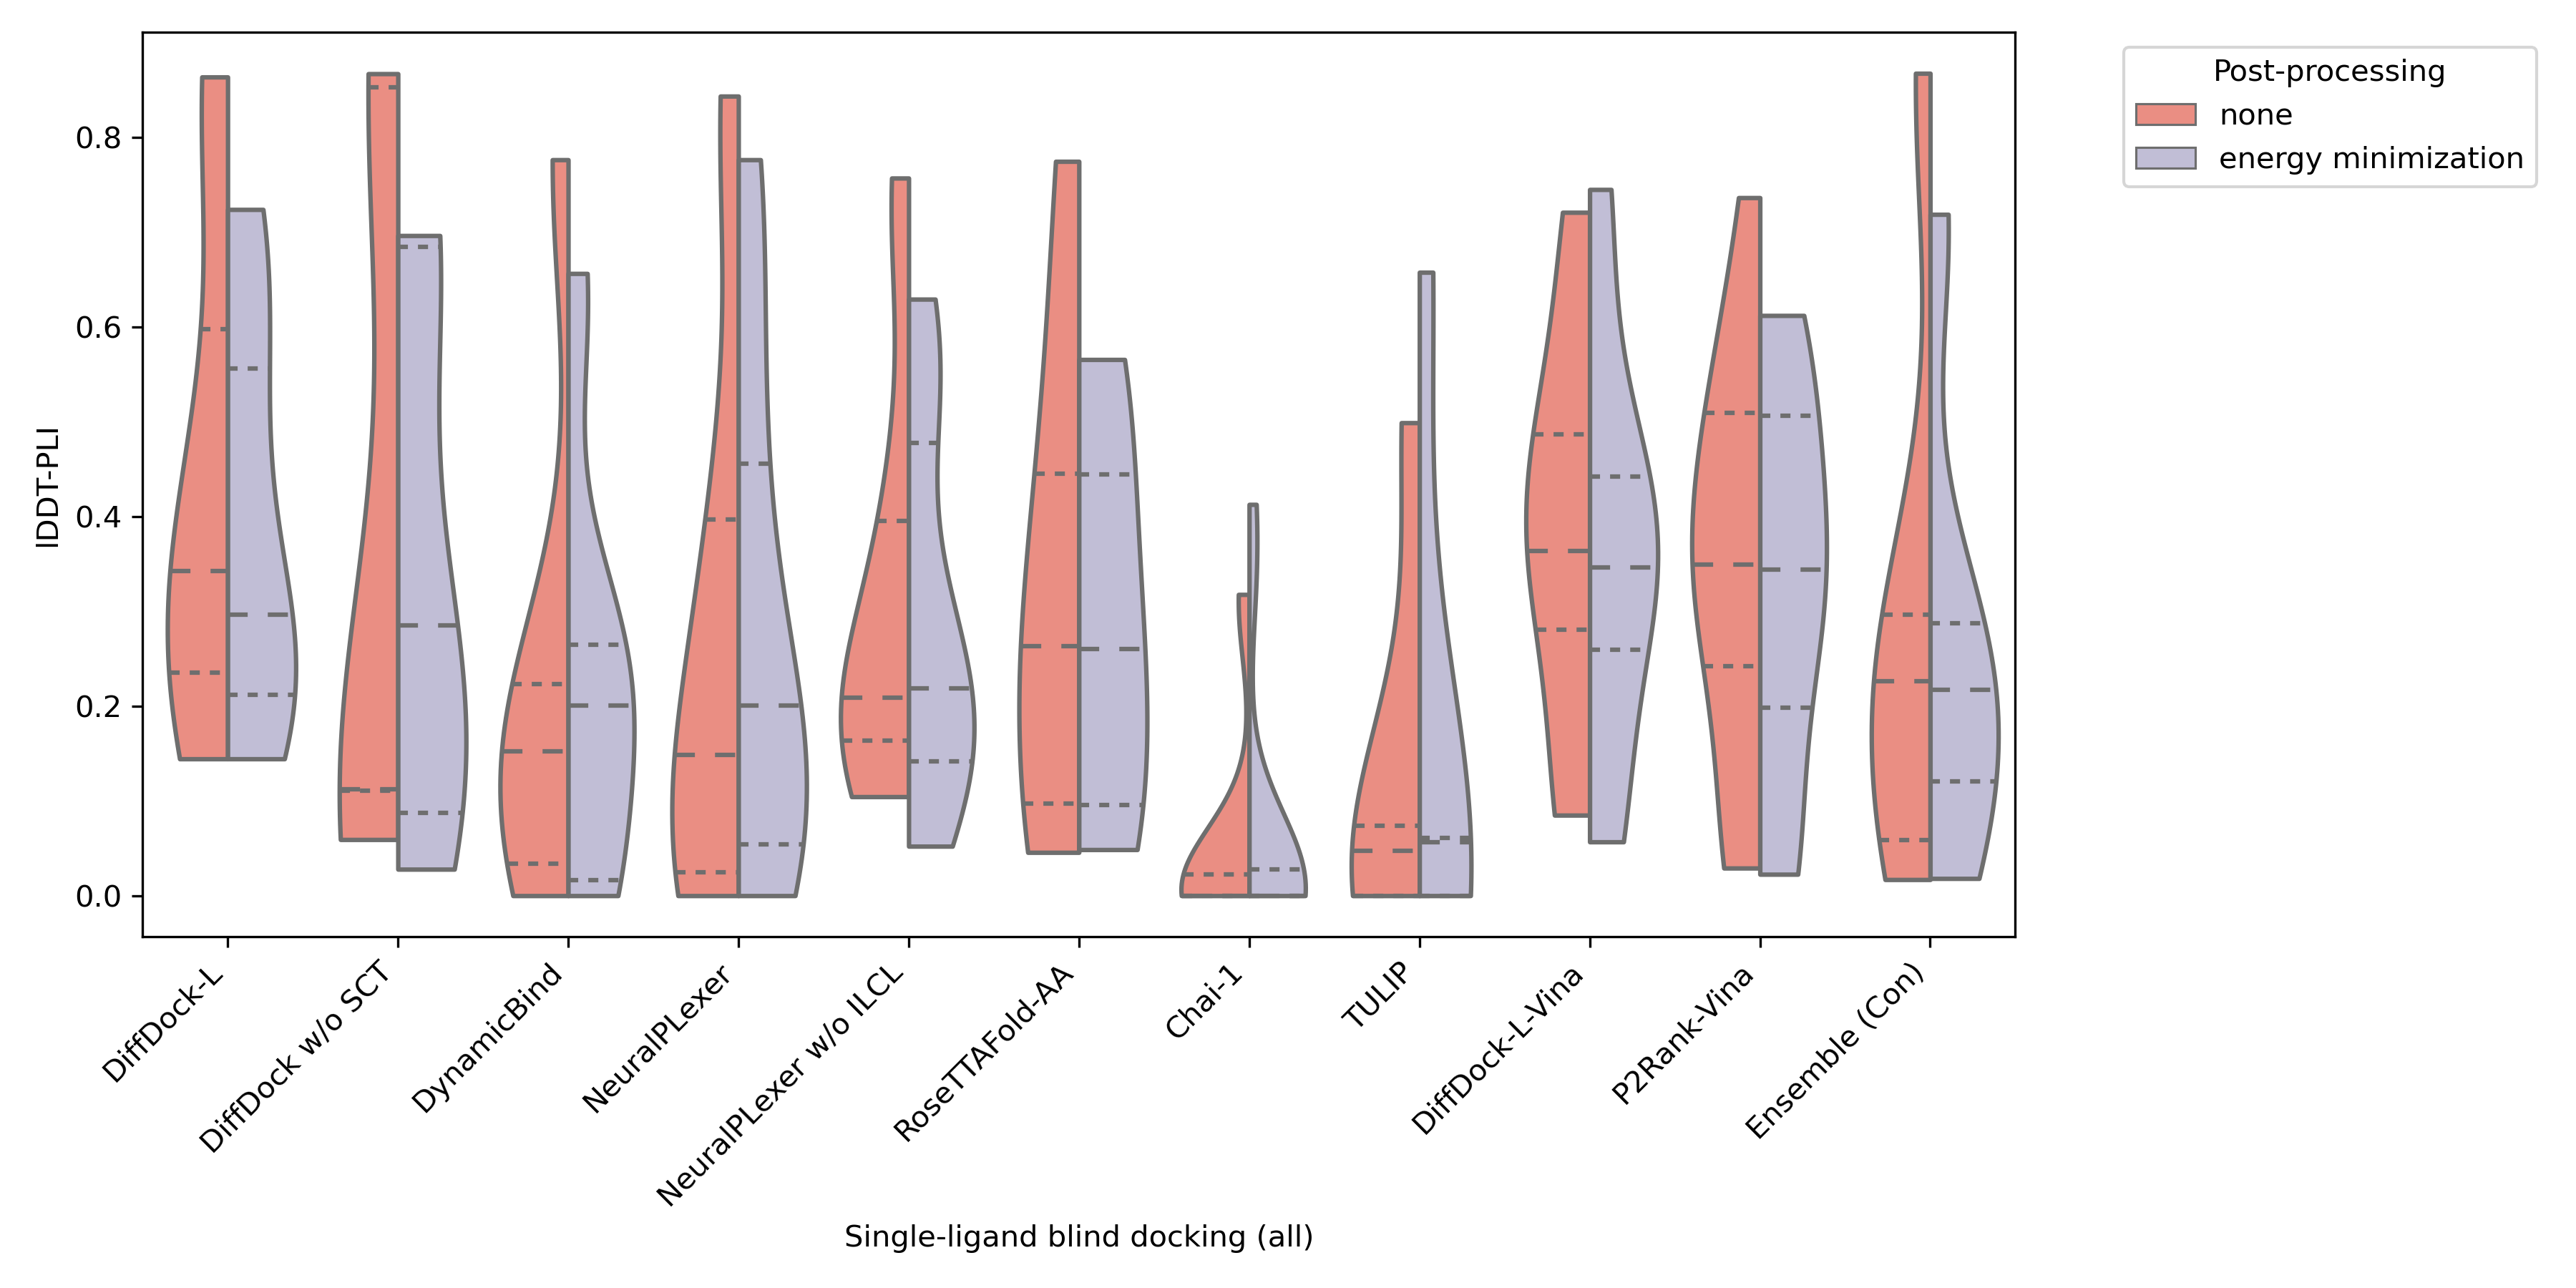 Post-processing
none
energy minimization
lDDT-PLI
0.8
0.6
0.4
0.2
0.0
DiffDock-L
DiffDock w/o SCT
DynamicBind
NeuralPLexer
NeuralPLexer w/o ILCL
RoseTTAFold-AA
Chai-1
TULIP
DiffDock-L-Vina
P2Rank-Vina
Ensemble (Con)
Single-ligand blind docking (all)